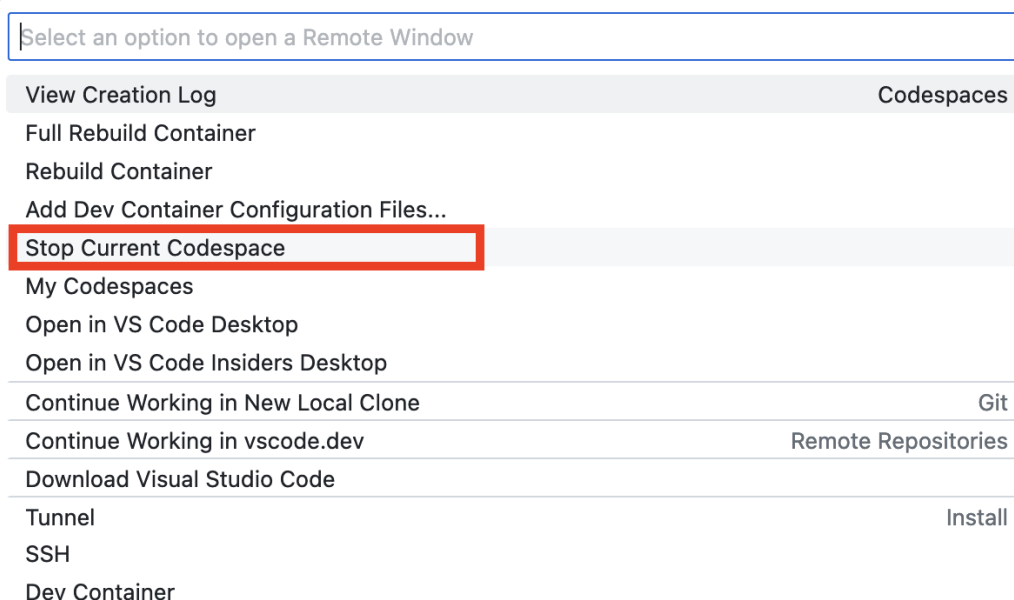 Select an option to open a Remote Window
View Creation Log Codespaces
Full Rebuild Container
Rebuild Container
Add Dev Container Configuration Files...
Stop Current Codespace
My Codespaces
Open in VS Code Desktop
Open in VS Code Insiders Desktop
Continue Working in New Local Clone Git
Continue Working in vscode.dev Remote Repositories
Download Visual Studio Code
Tunnel Install
SSH
Dev Container